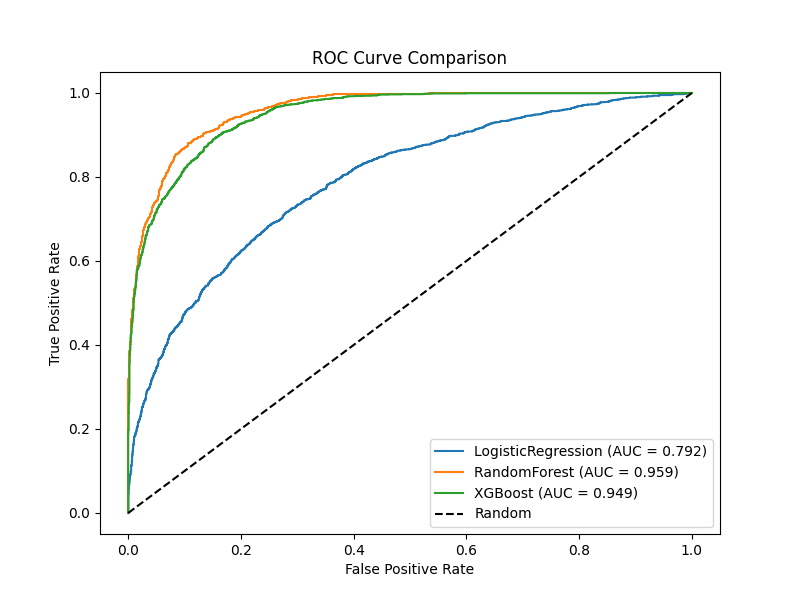 ROC Curve Comparison
True Positive Rate
1.0
0.8
0.6
0.4
0.2
0.0
LogisticRegression (AUC = 0.792)
RandomForest (AUC = 0.959)
XGBoost (AUC = 0.949)
Random
0.0 0.2 0.4 0.6 0.8 1.0
False Positive Rate